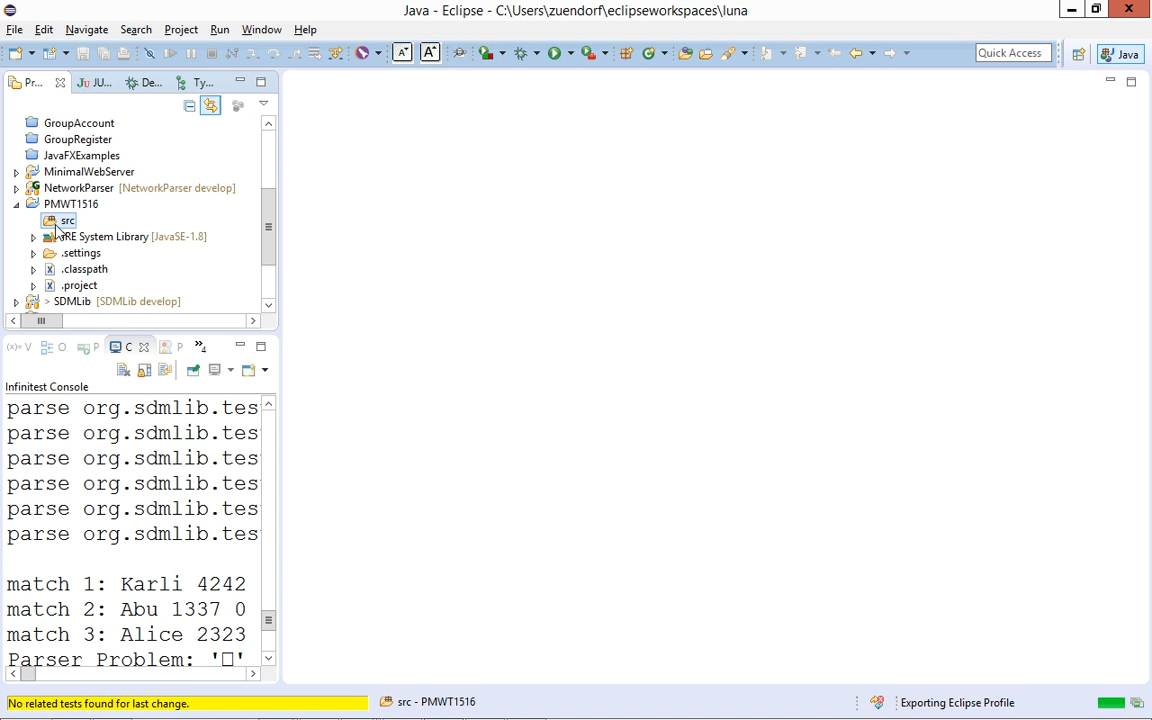 Java - Eclipse - C:\Users\zuendorf\eclipseworkspaces\luna
File Edit Navigate Search Project Run Window Help
Quick Access Java
Pr... JU... De... Ty...
GroupAccount
GroupRegister
JavaFXExamples
MinimalWebServer
NetworkParser [NetworkParser develop]
PMWT1516
src
RE System Library [JavaSE-1.8]
.settings
.classpath
.project
> SDMLib [SDMLib develop]
(x)= V O P C P »4
Infinitest Console
parse org.sdmlib.tes
parse org.sdmlib.tes
parse org.sdmlib.tes
parse org.sdmlib.tes
parse org.sdmlib.tes
parse org.sdmlib.tes
match 1: Karli 4242
match 2: Abu 1337 0
match 3: Alice 2323
Parser Problem: '□'
No related tests found for last change. src - PMWT1516 Exporting Eclipse Profile